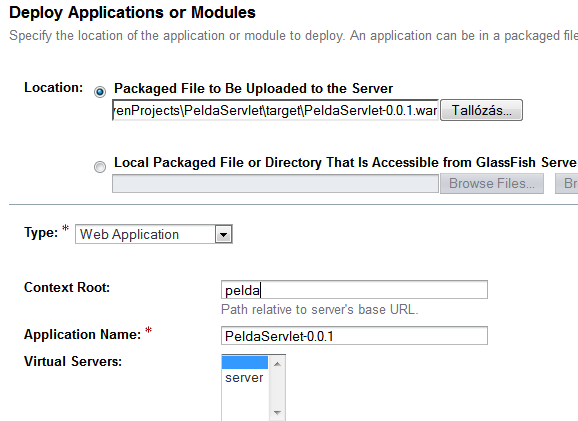 Deploy Applications or Modules
Specify the location of the application or module to deploy. An application can be in a packaged file
Location:
Packaged File to Be Uploaded to the Server
venProjects\PeldaServlet\target\PeldaServlet-0.0.1.war
Tallózás...
Local Packaged File or Directory That Is Accessible from GlassFish Serve
Browse Files...
Br
Type: * Web Application
Context Root: pelda
Path relative to server's base URL.
Application Name: * PeldaServlet-0.0.1
Virtual Servers:
server